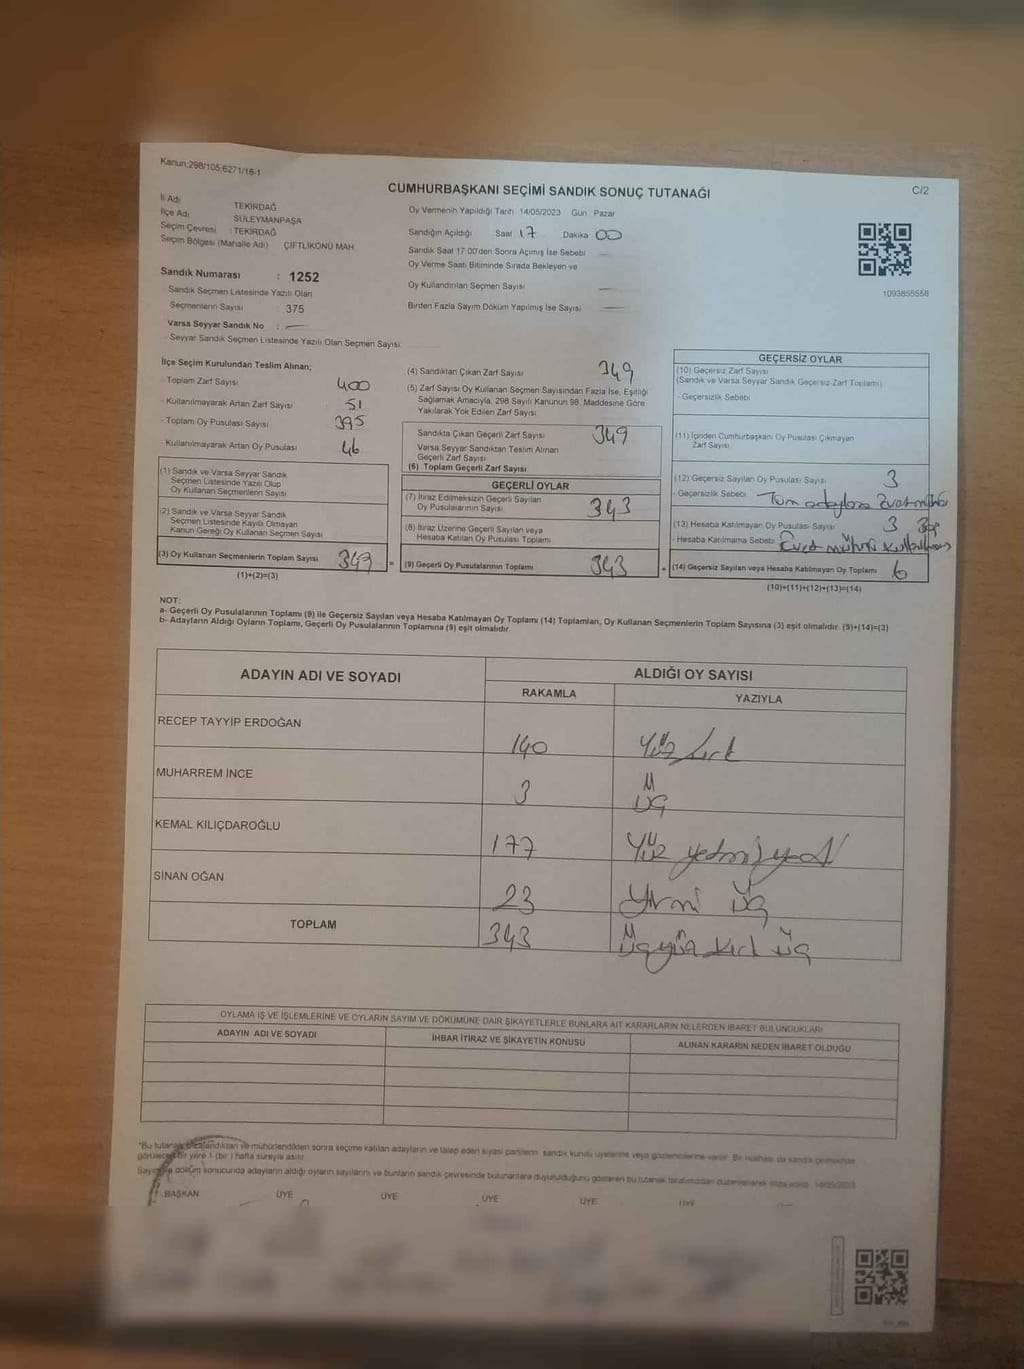 Kanun:298/105;6271/18-1
CUMHURBAŞKANI SEÇİMİ SANDIK SONUÇ TUTANAĞI
C/2
İl Adı TEKİRDAĞ
İlçe Adı SÜLEYMANPAŞA
Seçim Çevresi : TEKİRDAĞ
Seçim Bölgesi (Mahalle Adı) ÇİFTLİKÖNÜ MAH.
Oy Vermenin Yapıldığı Tarih 14/05/2023 Gün Pazar
Sandığın Açıldığı Saat 17 Dakika 00
Sandık Saat 17:00'den Sonra Açımış İse Sebebi
Oy Verme Saati Bitiminde Sırada Bekleyen ve
Oy Kullandırılan Seçmen Sayısı
Birden Fazla Sayım Döküm Yapılmış İse Sayısı
1093855558
Sandık Numarası : 1252
Sandık Seçmen Listesinde Yazılı Olan
Seçmenlerin Sayısı : 375
Varsa Seyyar Sandık No :
Seyyar Sandık Seçmen Listesinde Yazılı Olan Seçmen Sayısı:
İlçe Seçim Kurulundan Teslim Alınan;
- Toplam Zarf Sayısı 400
- Kullanılmayarak Artan Zarf Sayısı 51
- Toplam Oy Pusulası Sayısı 395
- Kullanılmayarak Artan Oy Pusulası 46
(1) Sandık ve Varsa Seyyar Sandık
Seçmen Listesinde Yazılı Olup
Oy Kullanan Seçmenlerin Sayısı
(2) Sandık ve Varsa Seyyar Sandık
Seçmen Listesinde Kayıtlı Olmayan
Kanun Gereği Oy Kullanan Seçmen Sayısı
(3) Oy Kullanan Seçmenlerin Toplam Sayısı 349
(1)+(2)=(3)
(4) Sandıktan Çıkan Zarf Sayısı 349
(5) Zarf Sayısı Oy Kullanan Seçmen Sayısından Fazla İse, Eşitliği
Sağlamak Amacıyla, 298 Sayılı Kanunun 98. Maddesine Göre
Yakılarak Yok Edilen Zarf Sayısı
Sandıkta Çıkan Geçerli Zarf Sayısı 349
Varsa Seyyar Sandıktan Teslim Alınan
Geçerli Zarf Sayısı
(6) Toplam Geçerli Zarf Sayısı
GEÇERLİ OYLAR
(7) İtiraz Edilmeksizin Geçerli Sayılan
Oy Pusulalarının Sayısı 343
(8) İtiraz Üzerine Geçerli Sayılan veya
Hesaba Katılan Oy Pusulası Toplamı
= (9) Geçerli Oy Pusulalarının Toplamı 343
GEÇERSİZ OYLAR
(10) Geçersiz Zarf Sayısı
(Sandık ve Varsa Seyyar Sandık Geçersiz Zarf Toplamı)
- Geçersizlik Sebebi
(11) İçinden Cumhurbaşkanı Oy Pusulası Çıkmayan
Zarf Sayısı
(12) Geçersiz Sayılan Oy Pusulası Sayısı 3
- Geçersizlik Sebebi Tüm adaylara
(13) Hesaba Katılmayan Oy Pusulası Sayısı 3
- Hesaba Katılmama Sebebi Evet mührü
+ (14) Geçersiz Sayılan veya Hesaba Katılmayan Oy Toplamı 6
(10)+(11)+(12)+(13)=(14)
NOT:
a- Geçerli Oy Pusulalarının Toplamı (9) ile Geçersiz Sayılan veya Hesaba Katılmayan Oy Toplamı (14) Toplamları, Oy Kullanan Seçmenlerin Toplam Sayısına (3) eşit olmalıdır. (9)+(14)=(3)
b- Adayların Aldığı Oyların Toplamı, Geçerli Oy Pusulalarının Toplamına (9) eşit olmalıdır.
ADAYIN ADI VE SOYADI
ALDIĞI OY SAYISI
RAKAMLA YAZIYLA
RECEP TAYYİP ERDOĞAN 140 Yüz kırk
MUHARREM İNCE 3 üç
KEMAL KILIÇDAROĞLU 177 Yüz yetmiş yedi
SİNAN OĞAN 23 yirmi üç
TOPLAM 343 üçyüz kırk üç
OYLAMA İŞ VE İŞLEMLERİNE VE OYLARIN SAYIM VE DÖKÜMÜNE DAİR ŞİKAYETLERLE BUNLARA AİT KARARLARIN NELERDEN İBARET BULUNDUKLARI
ADAYIN ADI VE SOYADI İHBAR İTİRAZ VE ŞİKAYETİN KONUSU ALINAN KARARIN NEDEN İBARET OLDUĞU
*Bu tutanak imzalandıktan ve mühürlendikten sonra seçime katılan adayların ve talep eden siyasi partilerin sandık kurulu üyelerine veya gözlemcilerine verilir. Bir nüshası da sandık çevresinde
görülecek bir yere 1 (bir) hafta süreyle asılır.
Sayım ve döküm sonucunda adayların aldığı oyların sayılarını ve bunların sandık çevresinde bulunanlara duyurulduğunu gösteren bu tutanak tarafımızdan düzenlenerek imza edildi. 14/05/2023
BAŞKAN ÜYE ÜYE ÜYE ÜYE ÜYE